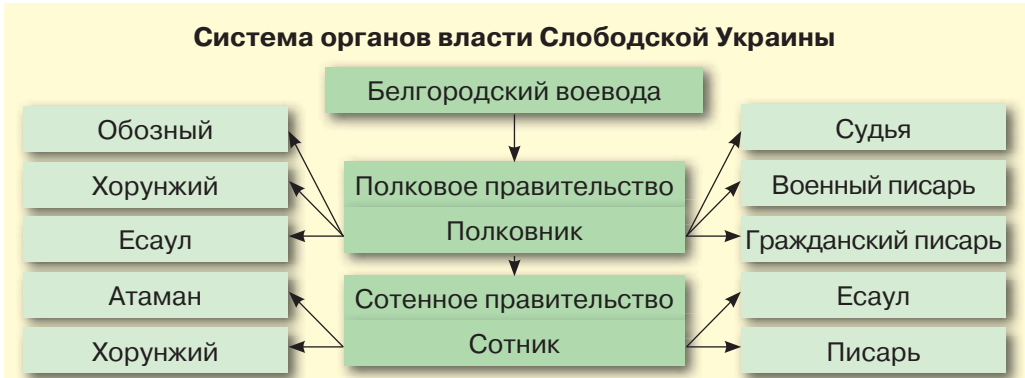 Система органов власти Слободской Украины
Белгородский воевода
Обозный
Судья
Хорунжий
Полковое правительство
Военный писарь
Есаул
Полковник
Гражданский писарь
Атаман
Сотенное правительство
Есаул
Хорунжий
Сотник
Писарь